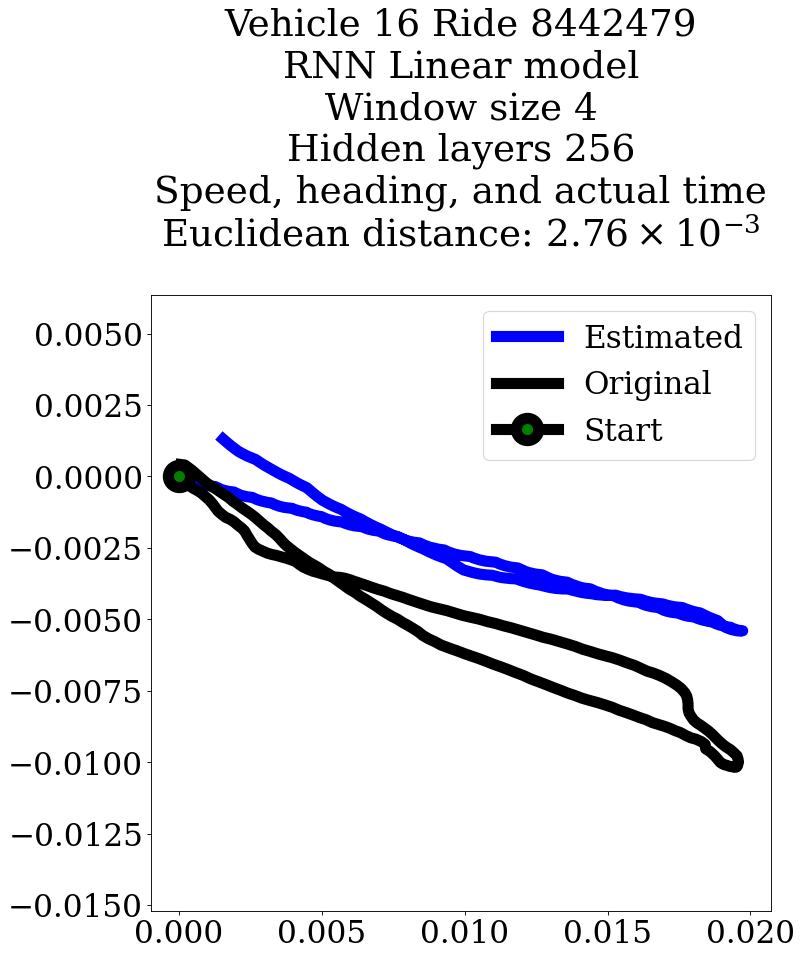 Vehicle 16 Ride 8442479
RNN Linear model
Window size 4
Hidden layers 256
Speed, heading, and actual time
Euclidean distance: 2.76 × 10⁻³
Estimated
Original
Start
0.0050
0.0025
0.0000
−0.0025
−0.0050
−0.0075
−0.0100
−0.0125
−0.0150
0.000 0.005 0.010 0.015 0.020